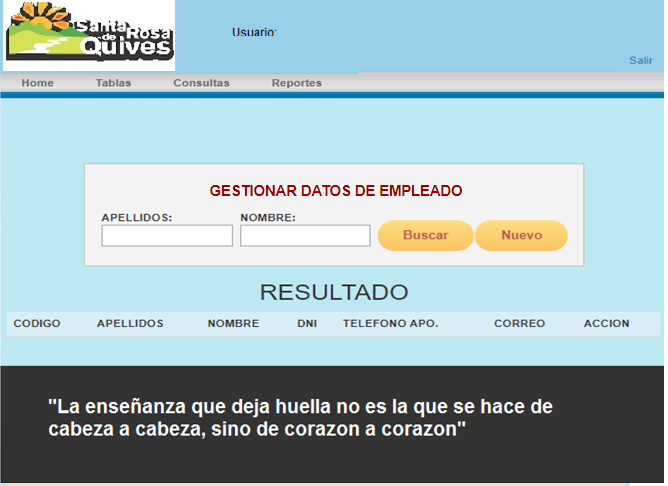 Santa
Rosa
de
Quives
Usuario:
Salir
Home Tablas Consultas Reportes
GESTIONAR DATOS DE EMPLEADO
APELLIDOS: NOMBRE:
Buscar Nuevo
RESULTADO
CODIGO APELLIDOS NOMBRE DNI TELEFONO APO. CORREO ACCION
"La enseñanza que deja huella no es la que se hace de
cabeza a cabeza, sino de corazon a corazon"